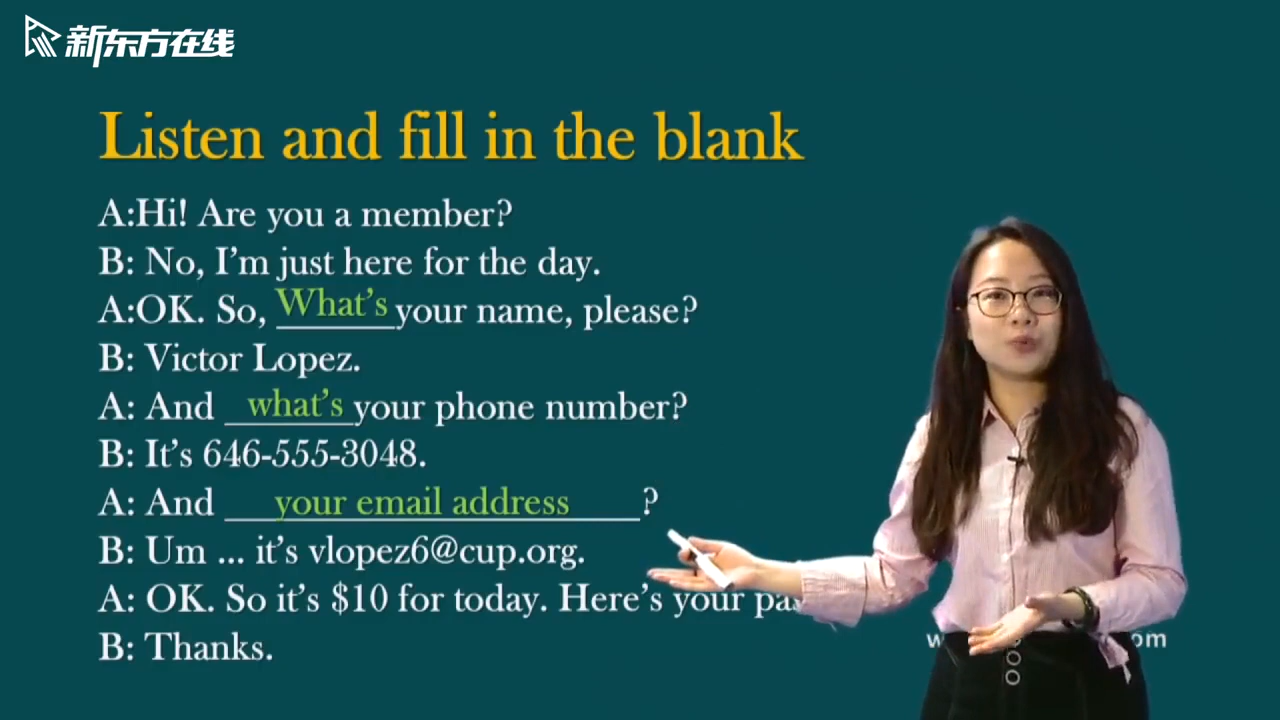 新东方在线
Listen and fill in the blank
A:Hi! Are you a member?
B: No, I'm just here for the day.
A:OK. So, What's your name, please?
B: Victor Lopez.
A: And what's your phone number?
B: It's 646-555-3048.
A: And your email address ?
B: Um ... it's vlopez6@cup.org.
A: OK. So it's $10 for today. Here's your
B: Thanks.